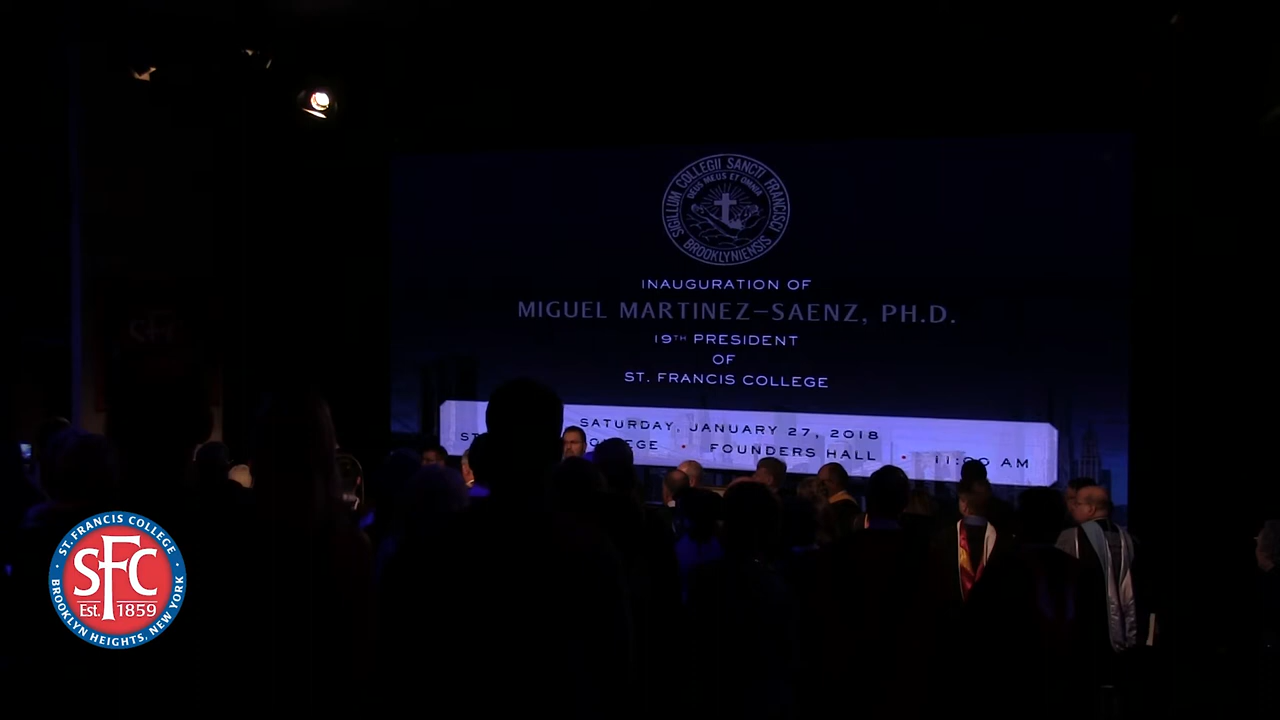 SIGILLUM COLLEGII SANCTI FRANCISCI
DEUS MEUS ET OMNIA
BROOKLYNIENSIS
INAUGURATION OF
MIGUEL MARTINEZ–SAENZ, PH.D.
19TH PRESIDENT
OF
ST. FRANCIS COLLEGE
SATURDAY, JANUARY 27, 2018
FOUNDERS HALL • AM
ST. FRANCIS COLLEGE
SFC
Est. 1859
BROOKLYN HEIGHTS, NEW YORK